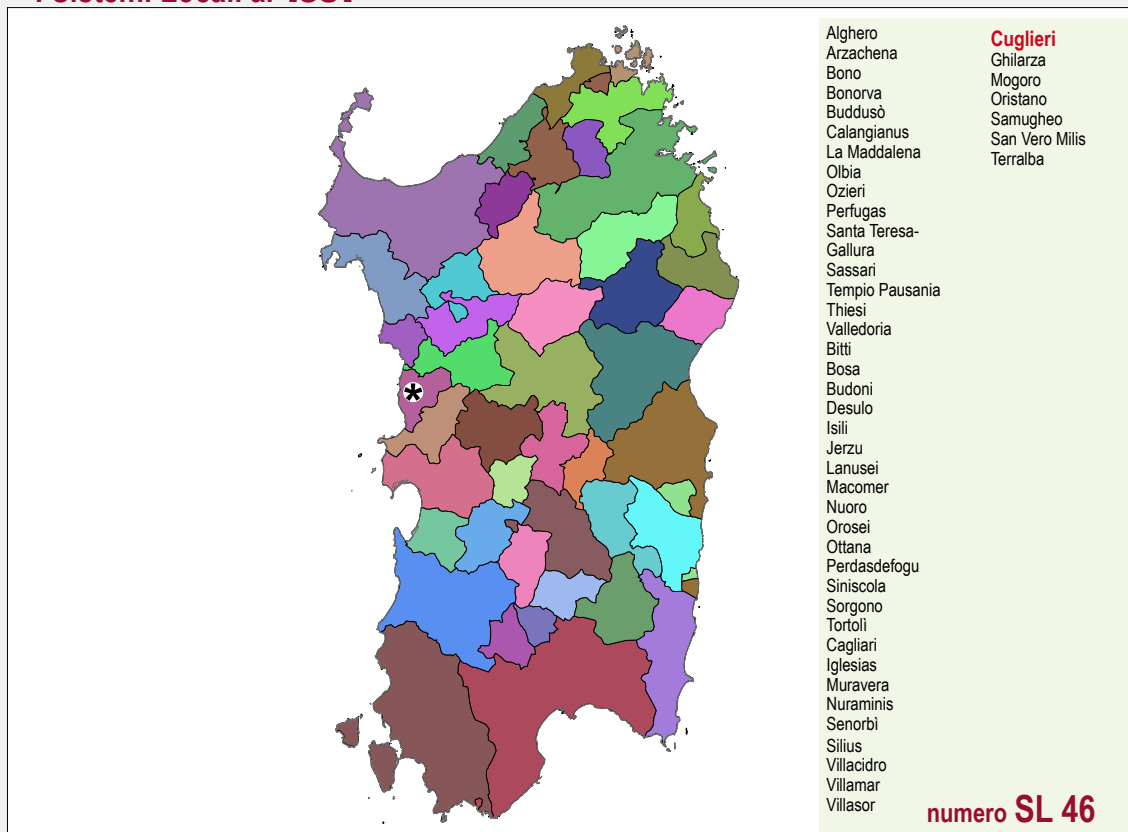 Alghero
Arzachena
Bono
Bonorva
Buddusò
Calangianus
La Maddalena
Olbia
Ozieri
Perfugas
Santa Teresa-
Gallura
Sassari
Tempio Pausania
Thiesi
Valledoria
Bitti
Bosa
Budoni
Desulo
Isili
Jerzu
Lanusei
Macomer
Nuoro
Orosei
Ottana
Perdasdefogu
Siniscola
Sorgono
Tortolì
Cagliari
Iglesias
Muravera
Nuraminis
Senorbì
Silius
Villacidro
Villamar
Villasor
Cuglieri
Ghilarza
Mogoro
Oristano
Samugheo
San Vero Milis
Terralba
numero SL 46
*